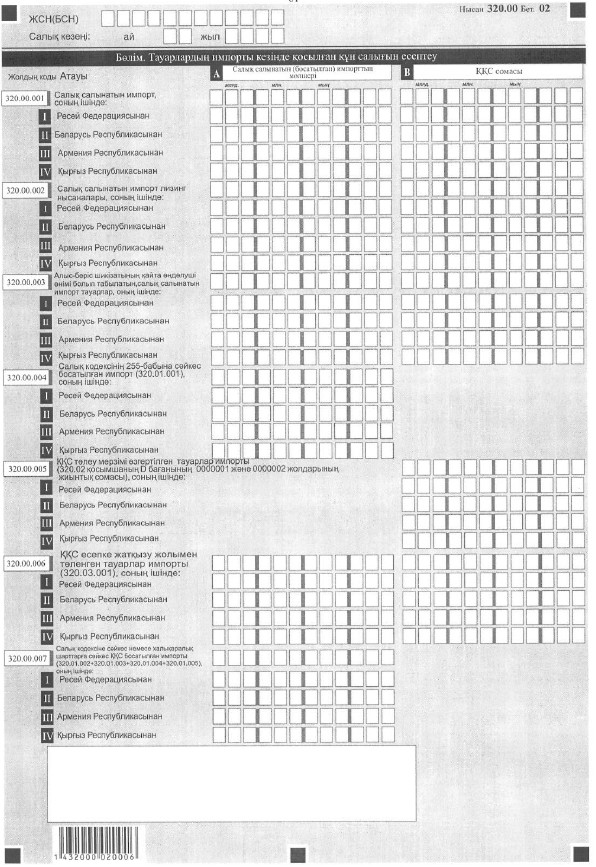 Нысан 320.00 Бет. 02
ЖСН(БСН)
Салық кезеңі: ай жыл
Бөлім. Тауарлардың импорты кезінде қосылған құн салығын есептеу
Жолдың коды Атауы
A Салық салынатын (босатылған) импорттың мөлшері
B ҚҚС сомасы
млрд. млн. мың. млрд. млн. мың.
320.00.001 Салық салынатын импорт,
соның ішінде:
I Ресей Федерациясынан
II Беларусь Республикасынан
III Армения Республикасынан
IV Қырғыз Республикасынан
320.00.002 Салық салынатын импорт лизинг
нысаналары, соның ішінде:
I Ресей Федерациясынан
II Беларусь Республикасынан
III Армения Республикасынан
IV Қырғыз Республикасынан
320.00.003 Алыс-беріс шикізатының қайта өңделуші
өнімі болып табылатын,салық салынатын
импорт тауарлар, оның ішінде:
I Ресей Федерациясынан
II Беларусь Республикасынан
III Армения Республикасынан
IV Қырғыз Республикасынан
320.00.004 Салық кодексінің 255-бабына сәйкес
босатылған импорт (320.01.001),
соның ішінде:
I Ресей Федерациясынан
II Беларусь Республикасынан
III Армения Республикасынан
IV Қырғыз Республикасынан
320.00.005 ҚҚС төлеу мерзімі өзгертілген тауарлар импорты
(320.02 қосымшаның D бағанының 0000001 және 0000002 жолдарының
жиынтық сомасы), соның ішінде:
I Ресей Федерациясынан
II Беларусь Республикасынан
III Армения Республикасынан
IV Қырғыз Республикасынан
320.00.006 ҚҚС есепке жатқызу жолымен
төленген тауарлар импорты
(320.03.001), соның ішінде:
I Ресей Федерациясынан
II Беларусь Республикасынан
III Армения Республикасынан
IV Қырғыз Республикасынан
320.00.007 Салық кодексіне сәйкес немесе халықаралық
шарттарға сәйкес ҚҚС босатылған импорты
(320.01.002+320.01.003+320.01.004+320.01.005),
оның ішінде:
I Ресей Федерациясынан
II Беларусь Республикасынан
III Армения Республикасынан
IV Қырғыз Республикасынан
1 432000 020006